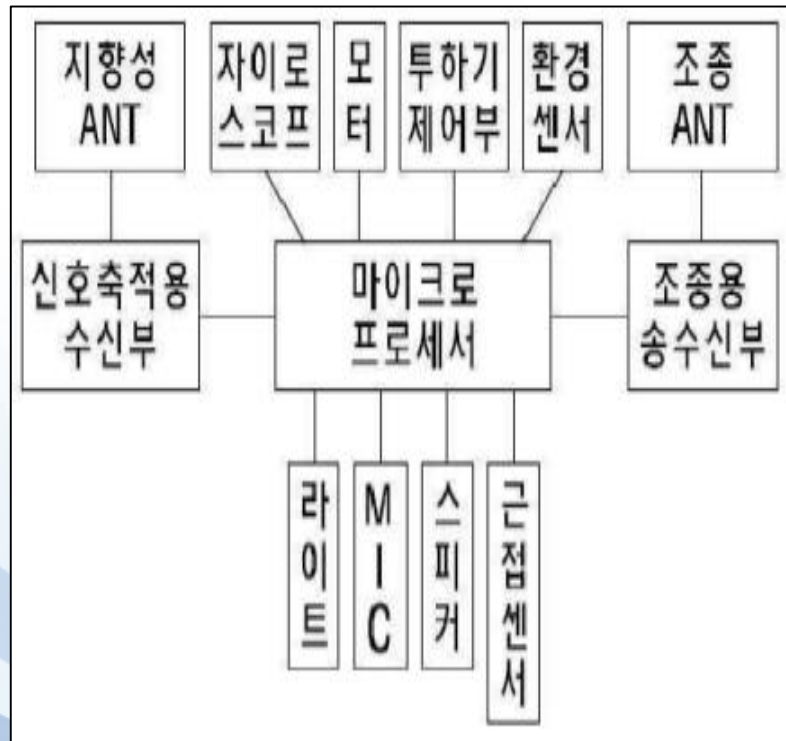 지향성
ANT
자이로
스코프
모
터
투하기
제어부
환경
센서
조종
ANT
신호축적용
수신부
마이크로
프로세서
조종용
송수신부
라
이
트
M
I
C
스
피
커
근
접
센
서